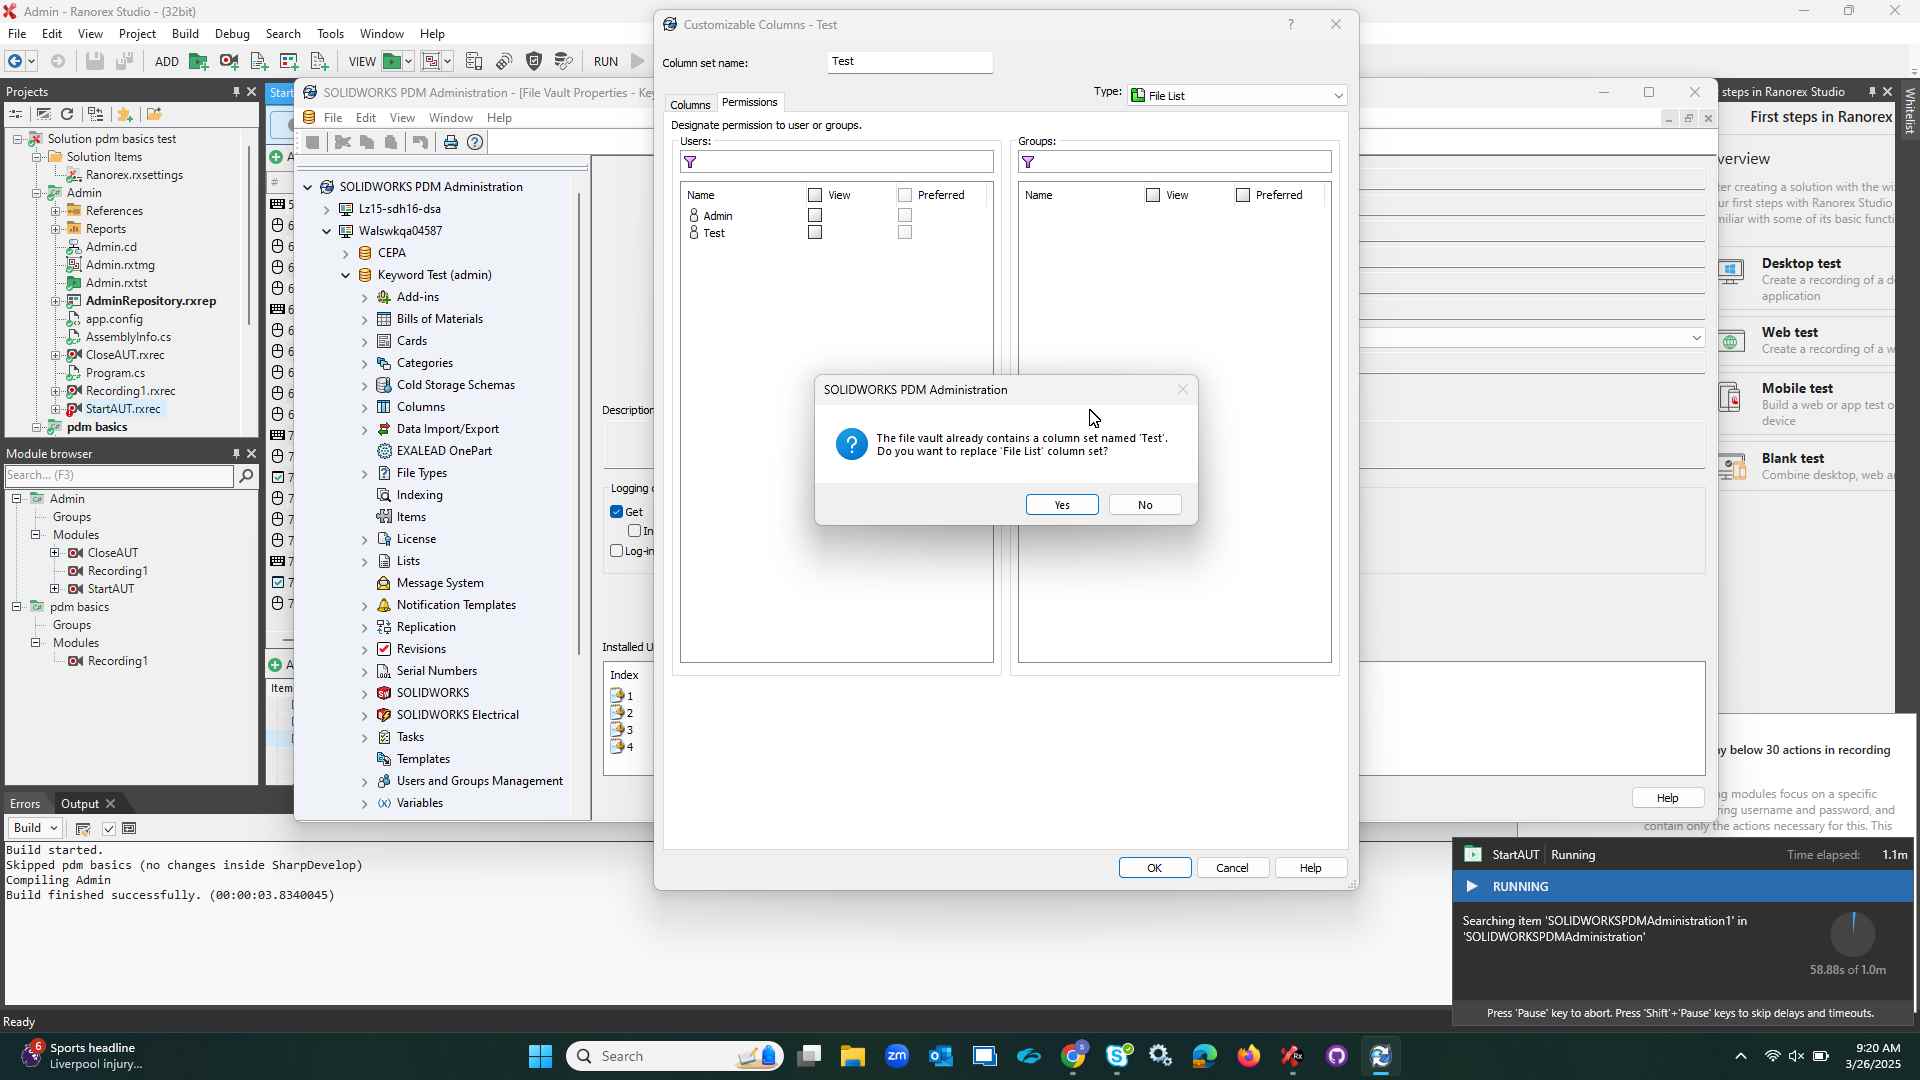 Admin - Ranorex Studio - (32bit)
File Edit View Project Build Debug Search Tools Window Help
ADD VIEW RUN
Projects
Solution pdm basics test
Solution Items
Ranorex.rxsettings
Admin
References
Reports
Admin.cd
Admin.rxtmg
Admin.rxtst
AdminRepository.rxrep
app.config
AssemblyInfo.cs
CloseAUT.rxrec
Program.cs
Recording1.rxrec
StartAUT.rxrec
pdm basics
Module browser
Search... (F3)
Admin
Groups
Modules
CloseAUT
Recording1
StartAUT
pdm basics
Groups
Modules
Recording1
Errors Output
Build
Build started.
Skipped pdm basics (no changes inside SharpDevelop)
Compiling Admin
Build finished successfully. (00:00:03.8340045)
Ready
Start
#
Item
SOLIDWORKS PDM Administration - [File Vault Properties - Key
File Edit View Window Help
SOLIDWORKS PDM Administration
Lz15-sdh16-dsa
Walswkqa04587
CEPA
Keyword Test (admin)
Add-ins
Bills of Materials
Cards
Categories
Cold Storage Schemas
Columns
Data Import/Export
EXALEAD OnePart
File Types
Indexing
Items
License
Lists
Message System
Notification Templates
Replication
Revisions
Serial Numbers
SOLIDWORKS
SOLIDWORKS Electrical
Tasks
Templates
Users and Groups Management
Variables
Description
Logging o
Get
In
Log-in
Installed U
Index
1
2
3
4
Help
Customizable Columns - Test
Column set name: Test
Type: File List
Columns Permissions
Designate permission to user or groups.
Users:
Name View Preferred
Admin
Test
Groups:
Name View Preferred
SOLIDWORKS PDM Administration
The file vault already contains a column set named 'Test'.
Do you want to replace 'File List' column set?
Yes No
OK Cancel Help
steps in Ranorex Studio
Whitelist
First steps in Ranorex
verview
ter creating a solution with the wi
ur first steps with Ranorex Studio
miliar with some of its basic functi
Desktop test
Create a recording of a d
application
Web test
Create a recording of a w
Mobile test
Build a web or app test o
device
Blank test
Combine desktop, web a
y below 30 actions in recording
g modules focus on a specific
ring username and password, and
contain only the actions necessary for this. This
StartAUT Running Time elapsed: 1.1m
RUNNING
Searching item 'SOLIDWORKSPDMAdministration1' in
'SOLIDWORKSPDMAdministration'
58.88s of 1.0m
Press 'Pause' key to abort. Press 'Shift'+'Pause' keys to skip delays and timeouts.
6
Sports headline
Liverpool injury...
Search
zm
9:20 AM
3/26/2025